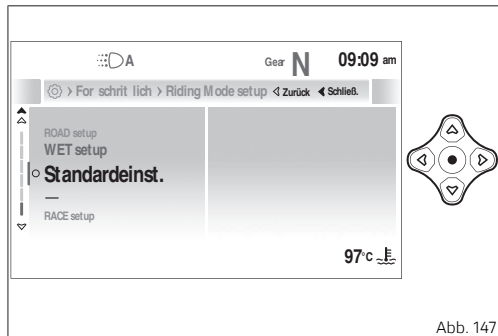 A Gear N 09:09 am
> For schrit lich > Riding Mode setup Zurück Schließ.
ROAD setup
WET setup
Standardeinst.
—
RACE setup
97°C
Abb. 147